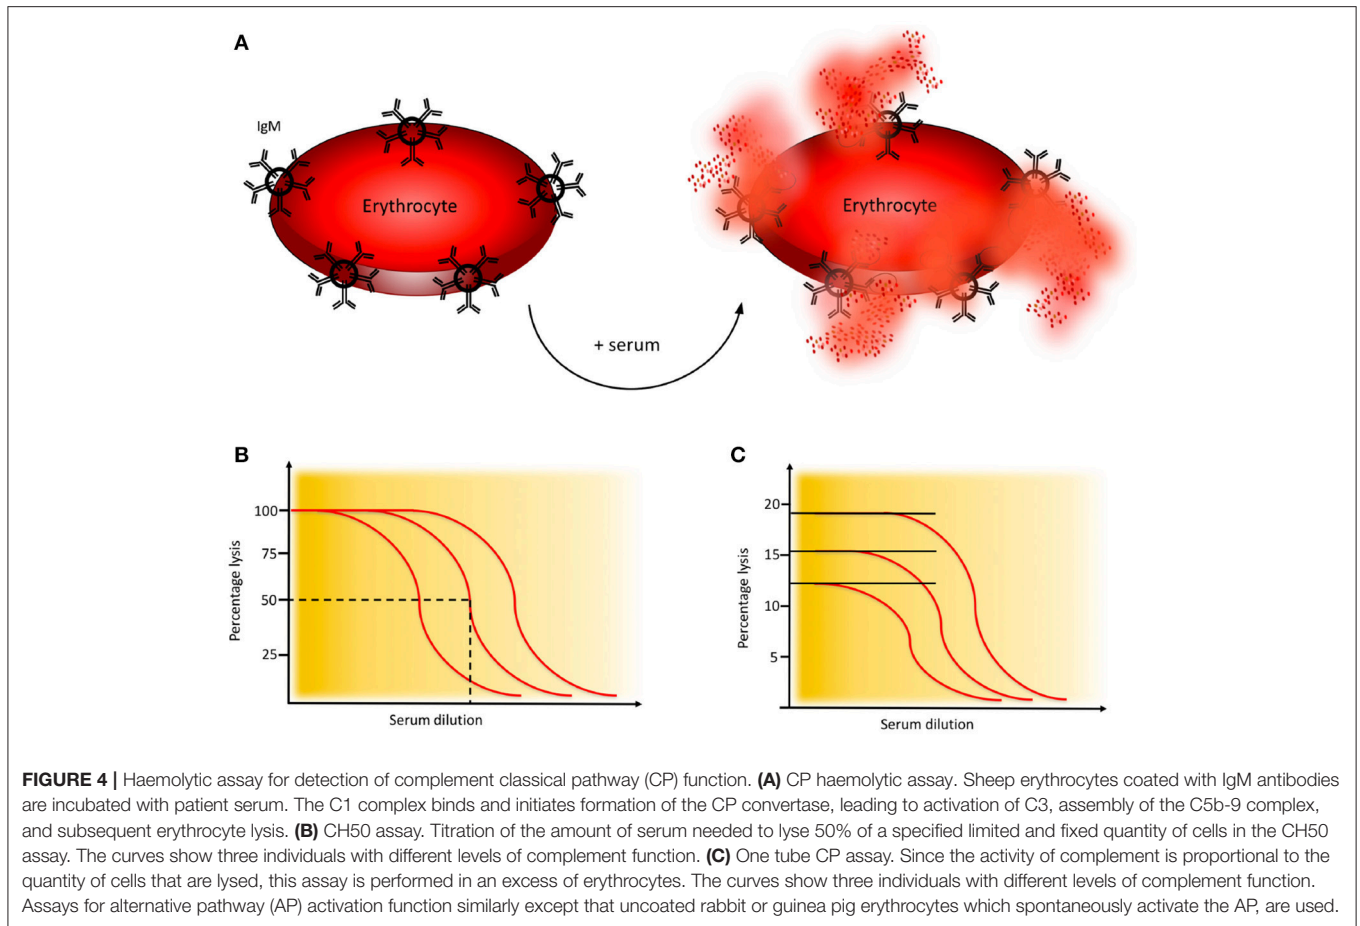 A
IgM
Erythrocyte
Erythrocyte
+ serum
B
C
100
75
50
25
Percentage lysis
Serum dilution
20
15
10
5
Percentage lysis
Serum dilution
FIGURE 4 | Haemolytic assay for detection of complement classical pathway (CP) function. (A) CP haemolytic assay. Sheep erythrocytes coated with IgM antibodies
are incubated with patient serum. The C1 complex binds and initiates formation of the CP convertase, leading to activation of C3, assembly of the C5b-9 complex,
and subsequent erythrocyte lysis. (B) CH50 assay. Titration of the amount of serum needed to lyse 50% of a specified limited and fixed quantity of cells in the CH50
assay. The curves show three individuals with different levels of complement function. (C) One tube CP assay. Since the activity of complement is proportional to the
quantity of cells that are lysed, this assay is performed in an excess of erythrocytes. The curves show three individuals with different levels of complement function.
Assays for alternative pathway (AP) activation function similarly except that uncoated rabbit or guinea pig erythrocytes which spontaneously activate the AP, are used.